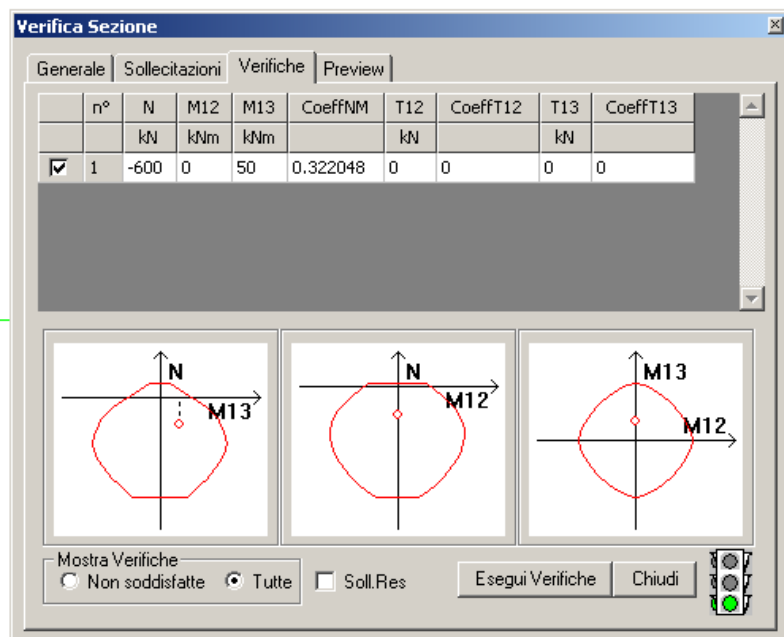 Verifica Sezione
Generale Sollecitazioni Verifiche Preview
n° N M12 M13 CoeffNM T12 CoeffT12 T13 CoeffT13
kN kNm kNm kN kN
1 -600 0 50 0.322048 0 0 0 0
N
M13
N
M12
M13
M12
Mostra Verifiche
Non soddisfatte Tutte Soll.Res Esegui Verifiche Chiudi